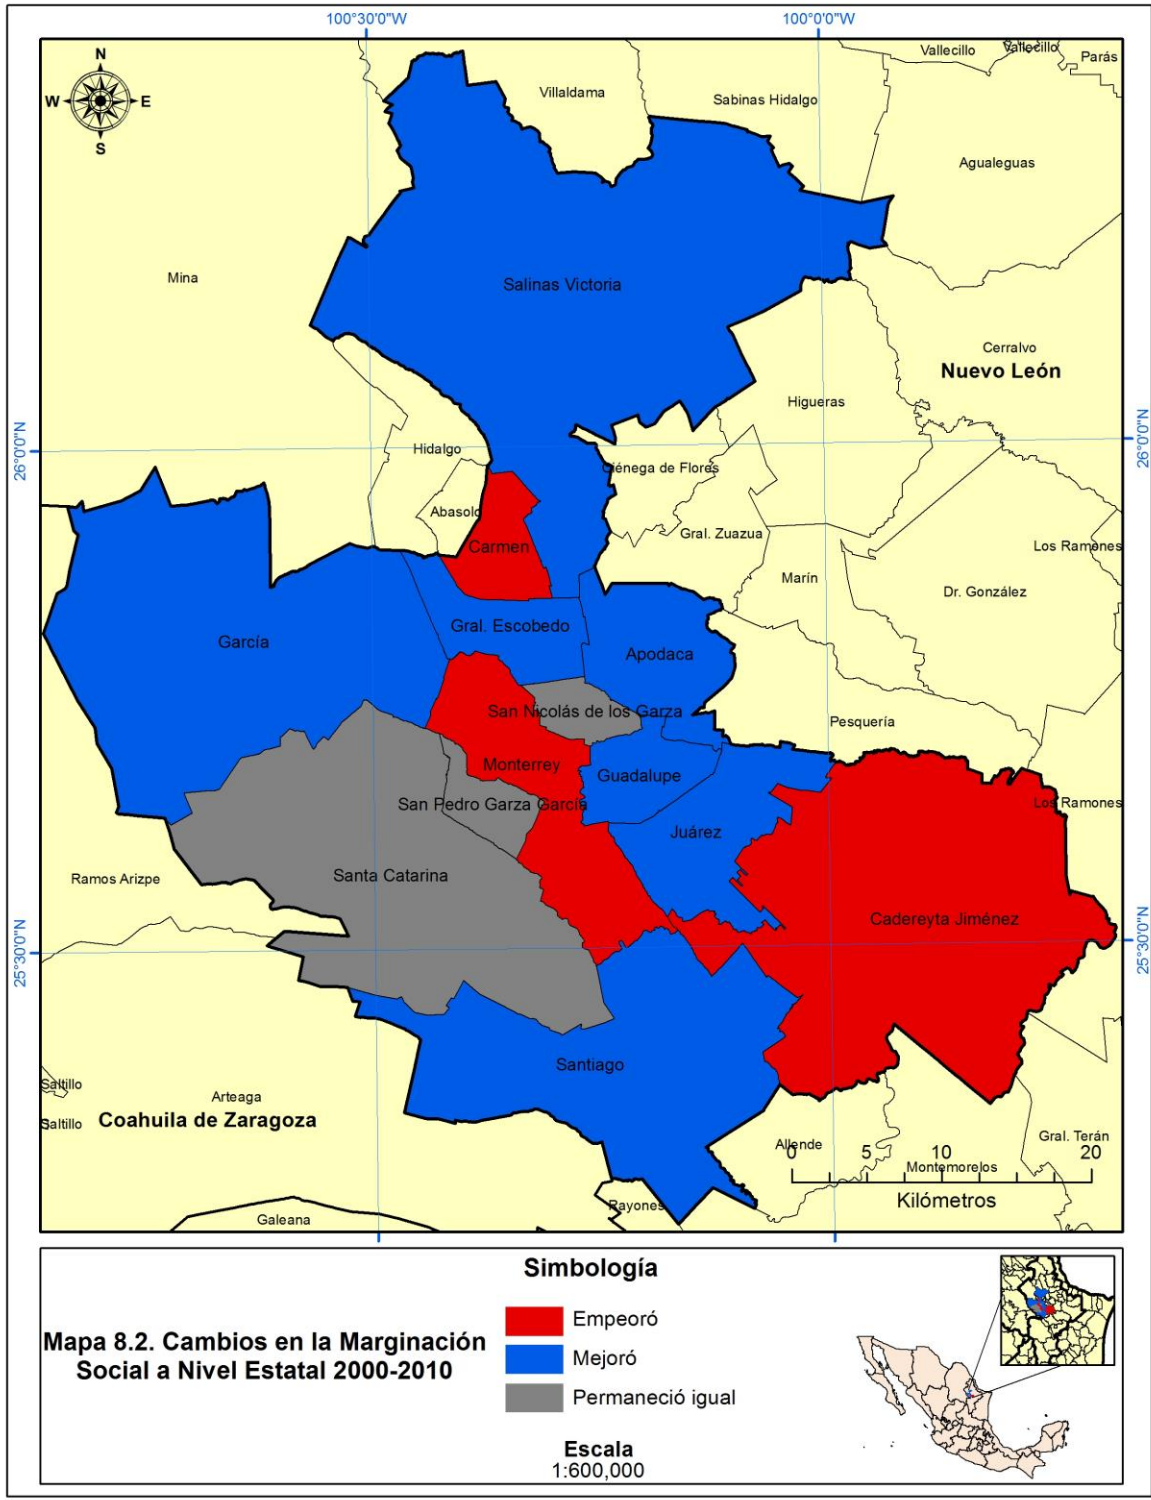 100°30'0"W
100°0'0"W
N
W
E
S
Villaldama
Sabinas Hidalgo
Vallecillo
Vallecillo
Parás
Agualeguas
Mina
Salinas Victoria
Cerralvo
Nuevo León
Higueras
26°0'0"N
26°0'0"N
Hidalgo
Ciénega de Flores
Abasolo
Carmen
Gral. Zuazua
Los Ramones
Marín
Dr. González
Gral. Escobedo
García
Apodaca
San Nicolás de los Garza
Pesquería
Monterrey
Guadalupe
San Pedro Garza García
Los Ramones
Juárez
Santa Catarina
Ramos Arizpe
Cadereyta Jiménez
25°30'0"N
25°30'0"N
Santiago
Saltillo
Arteaga
Coahuila de Zaragoza
Saltillo
Allende
Gral. Terán
0
5
10
20
Montemorelos
Kilómetros
Rayones
Galeana
Simbología
Mapa 8.2. Cambios en la Marginación
Social a Nivel Estatal 2000-2010
Empeoró
Mejoró
Permaneció igual
Escala
1:600,000